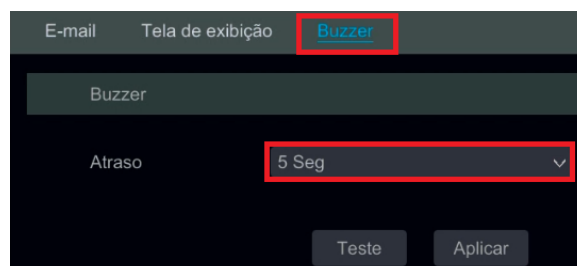 E-mail Tela de exibição Buzzer
Buzzer
Atraso 5 Seg
Teste Aplicar